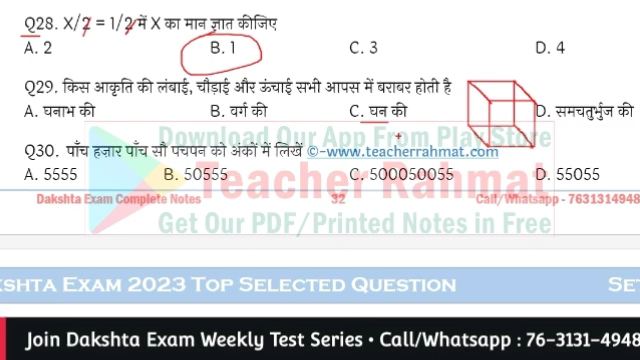 Q28. X/2 = 1/2 में X का मान ज्ञात कीजिए
A. 2 B. 1 C. 3 D. 4
Q29. किस आकृति की लंबाई, चौड़ाई और ऊंचाई सभी आपस में बराबर होती है
A. घनाभ की B. वर्ग की C. घन की D. समचतुर्भुज की
Download Our App From Play Store
Q30. पाँच हज़ार पाँच सौ पचपन को अंकों में लिखें ©-www.teacherrahmat.com
A. 5555 B. 50555 C. 500050055 D. 55055
Teacher Rahmat
Dakshta Exam Complete Notes 32 Call/Whatsapp - 7631314948
Get Our PDF/Printed Notes in Free
KSHTA EXAM 2023 TOP SELECTED QUESTION SET
Join Dakshta Exam Weekly Test Series • Call/Whatsapp : 76-3131-4948